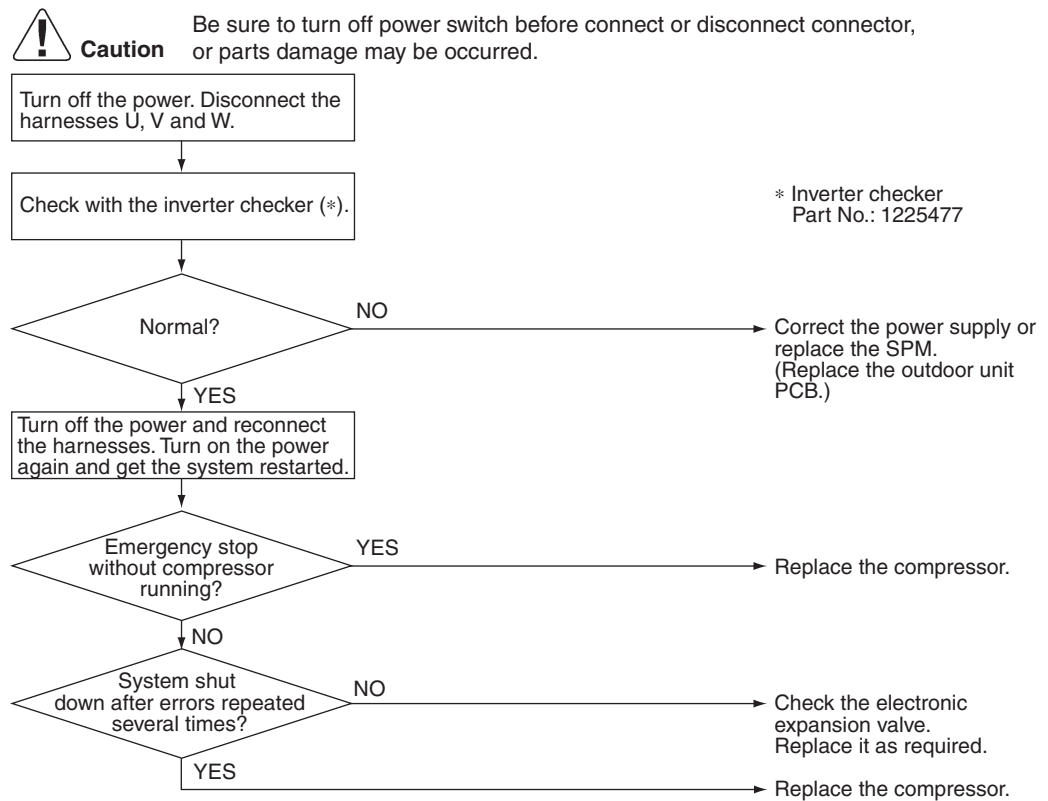 Be sure to turn off power switch before connect or disconnect connector,
Caution
or parts damage may be occurred.
Turn off the power. Disconnect the
harnesses U, V and W.
Check with the inverter checker (*).
* Inverter checker
Part No.: 1225477
Normal?
NO
Correct the power supply or
replace the SPM.
(Replace the outdoor unit
PCB.)
YES
Turn off the power and reconnect
the harnesses. Turn on the power
again and get the system restarted.
Emergency stop
without compressor
running?
YES
Replace the compressor.
NO
System shut
down after errors repeated
several times?
NO
Check the electronic
expansion valve.
Replace it as required.
YES
Replace the compressor.